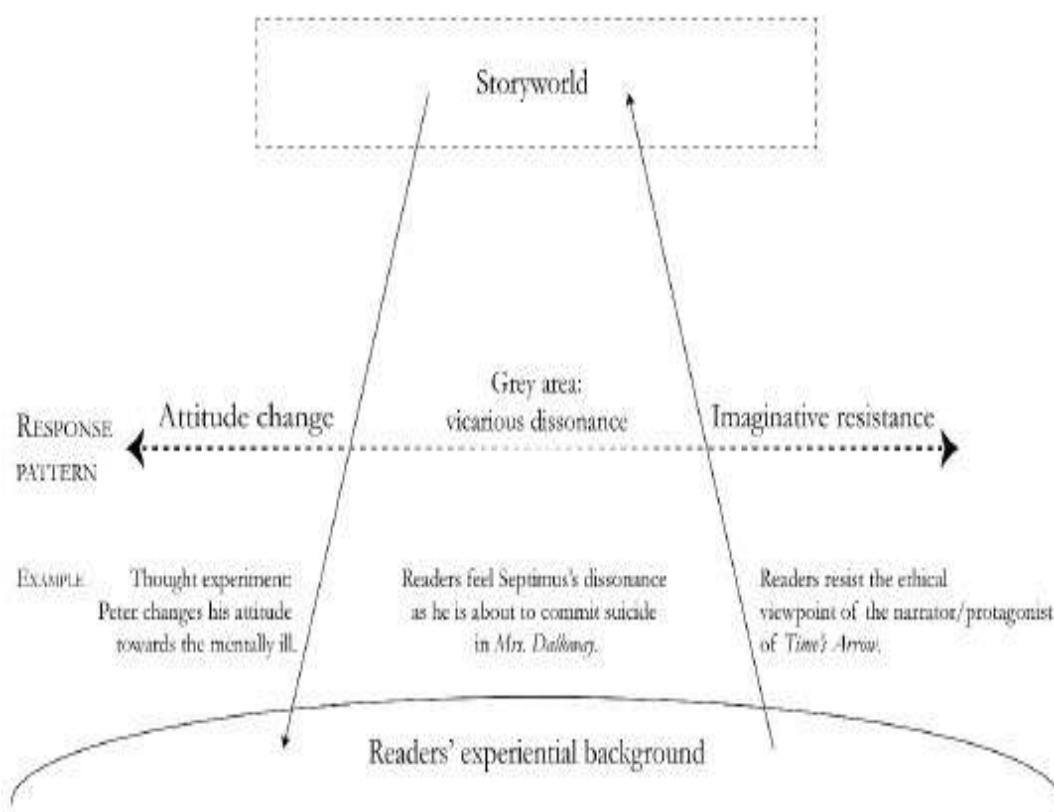 Storyworld
RESPONSE
PATTERN
Attitude change
Grey area:
vicarious dissonance
Imaginative resistance
EXAMPLE
Thought experiment:
Peter changes his attitude
towards the mentally ill.
Readers feel Septimus's dissonance
as he is about to commit suicide
in Mrs. Dalloway.
Readers resist the ethical
viewpoint of the narrator/protagonist
of Time's Arrow.
Readers' experiential background